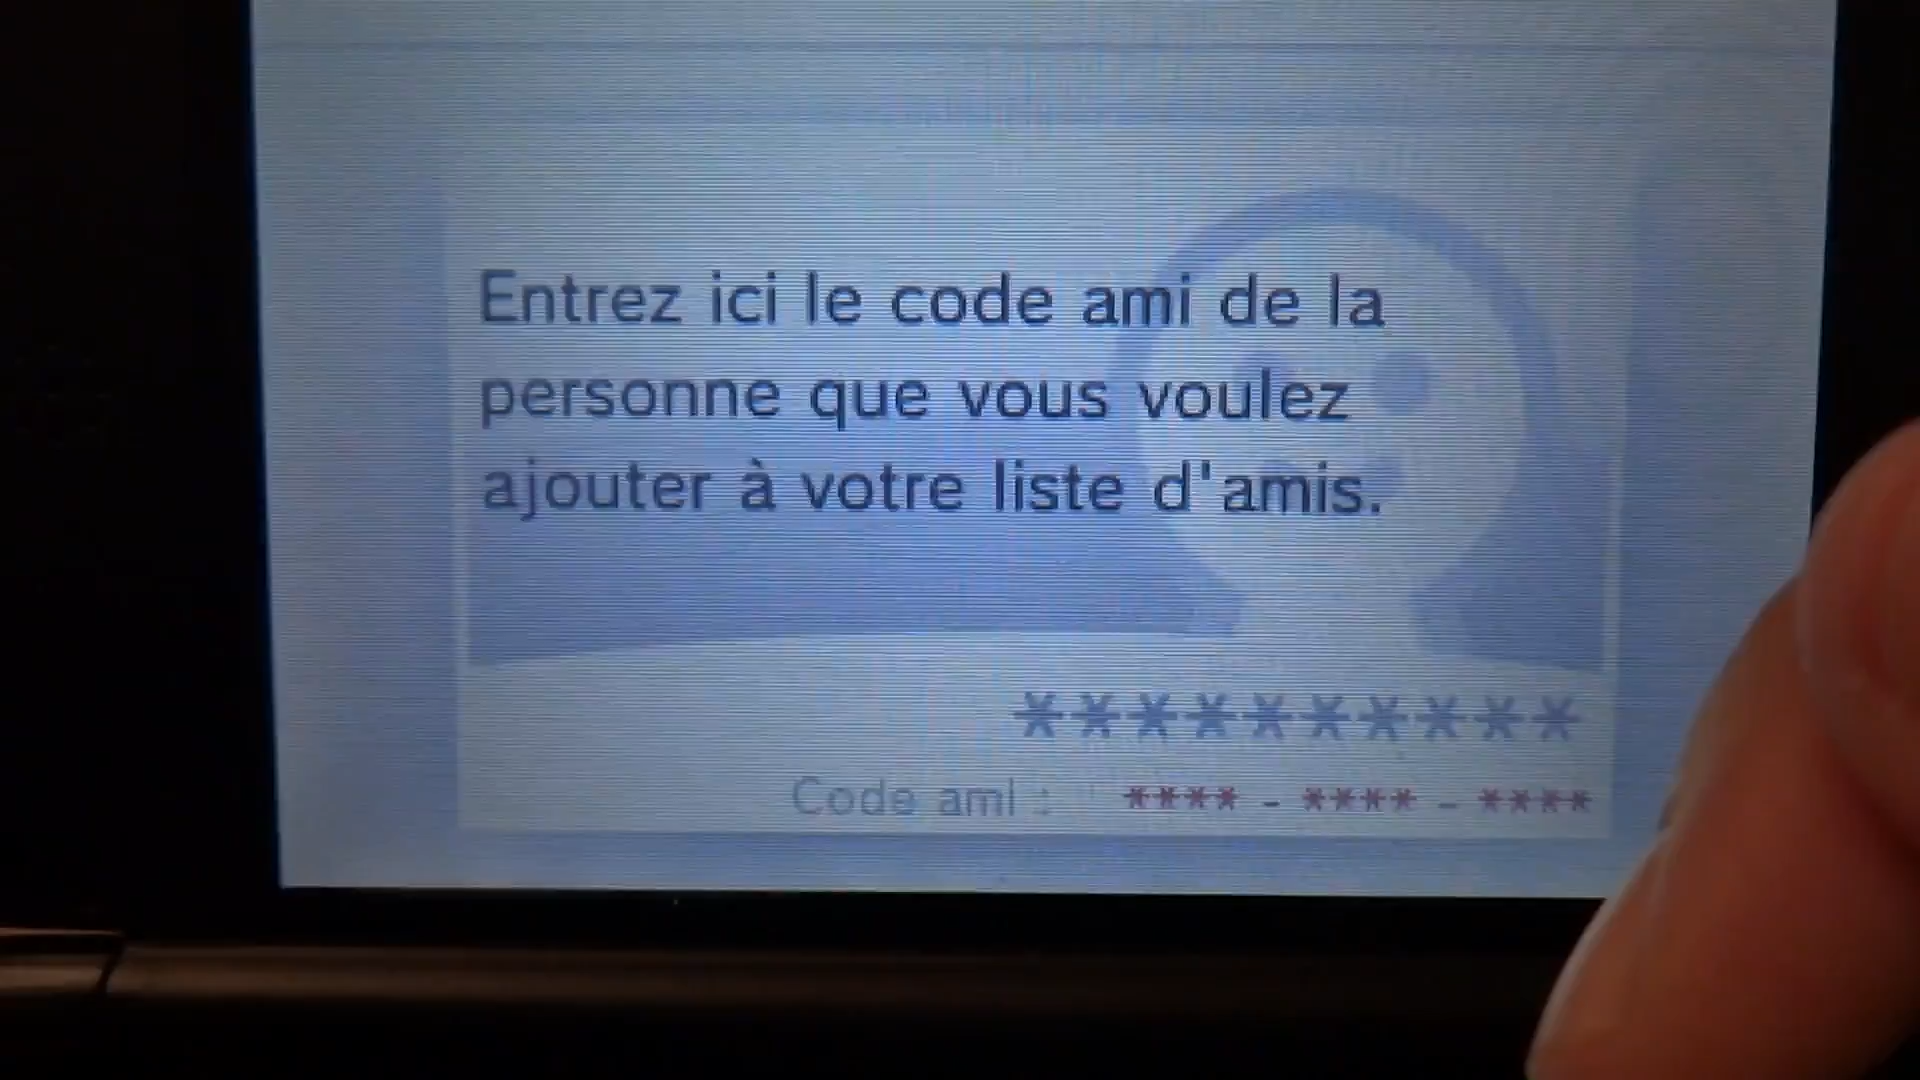 Entrez ici le code ami de la
personne que vous voulez
ajouter à votre liste d'amis.
**********
Code ami : **** - **** - ****